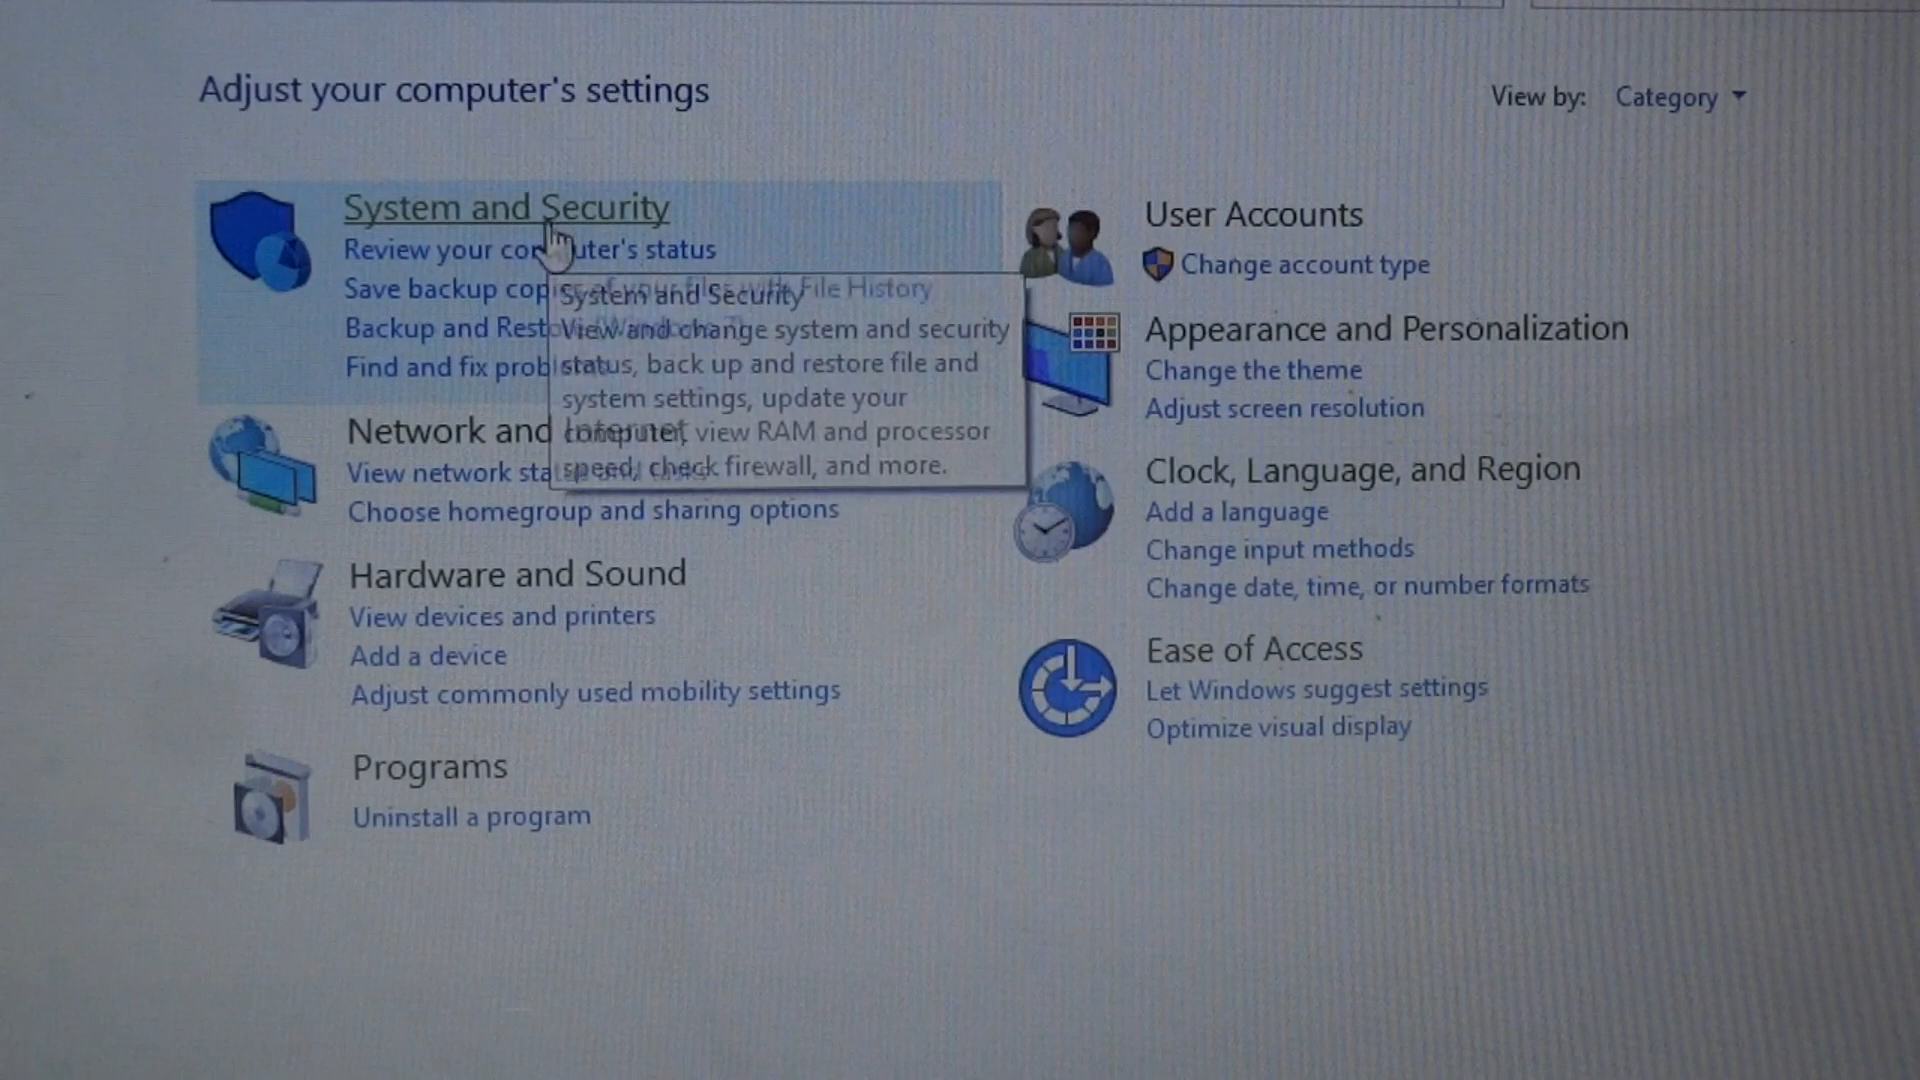 Adjust your computer's settings
View by: Category
System and Security
Review your computer's status
Save backup copies of your files with File History
Backup and Restore (Windows 7)
Find and fix problems
System and Security
View and change system and security
status, back up and restore file and
system settings, update your
computer, view RAM and processor
speed, check firewall, and more.
Network and Internet
View network status and tasks
Choose homegroup and sharing options
Hardware and Sound
View devices and printers
Add a device
Adjust commonly used mobility settings
Programs
Uninstall a program
User Accounts
Change account type
Appearance and Personalization
Change the theme
Adjust screen resolution
Clock, Language, and Region
Add a language
Change input methods
Change date, time, or number formats
Ease of Access
Let Windows suggest settings
Optimize visual display